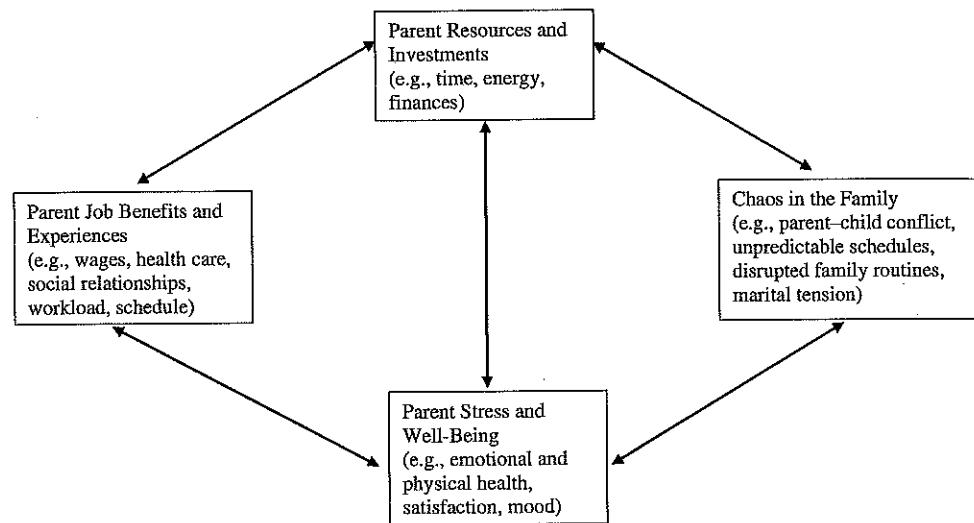 Parent Resources and
Investments
(e.g., time, energy,
finances)
Parent Job Benefits and
Experiences
(e.g., wages, health care,
social relationships,
workload, schedule)
Chaos in the Family
(e.g., parent–child conflict,
unpredictable schedules,
disrupted family routines,
marital tension)
Parent Stress and
Well-Being
(e.g., emotional and
physical health,
satisfaction, mood)